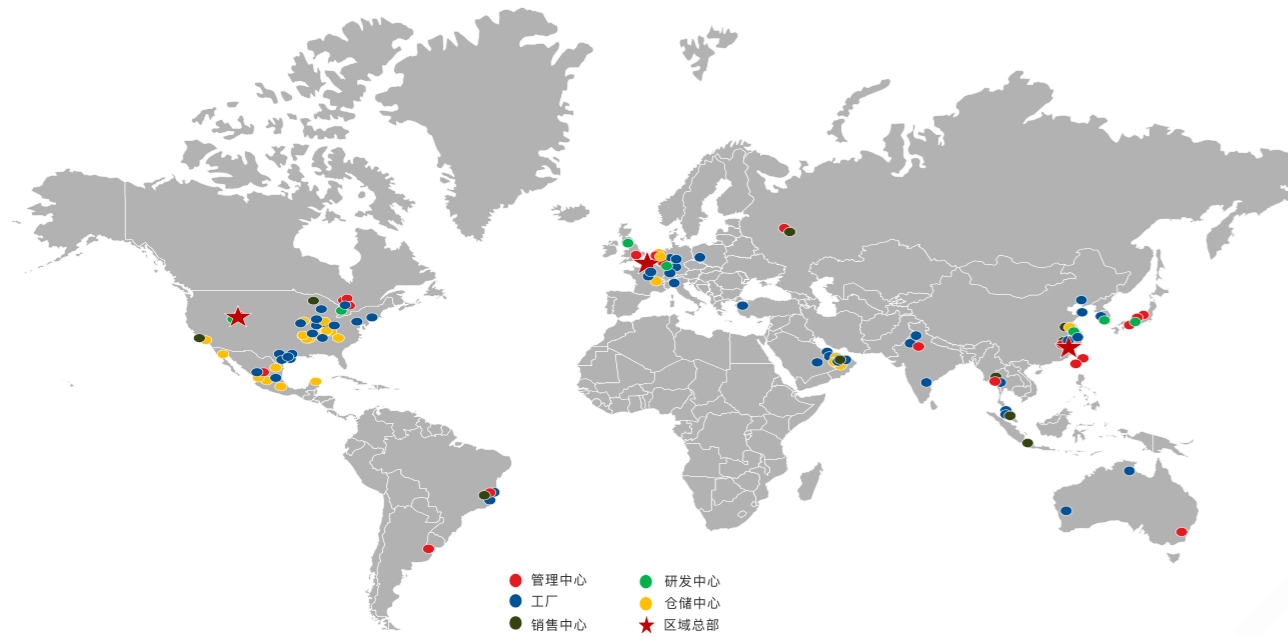 管理中心
研发中心
工厂
仓储中心
销售中心
区域总部